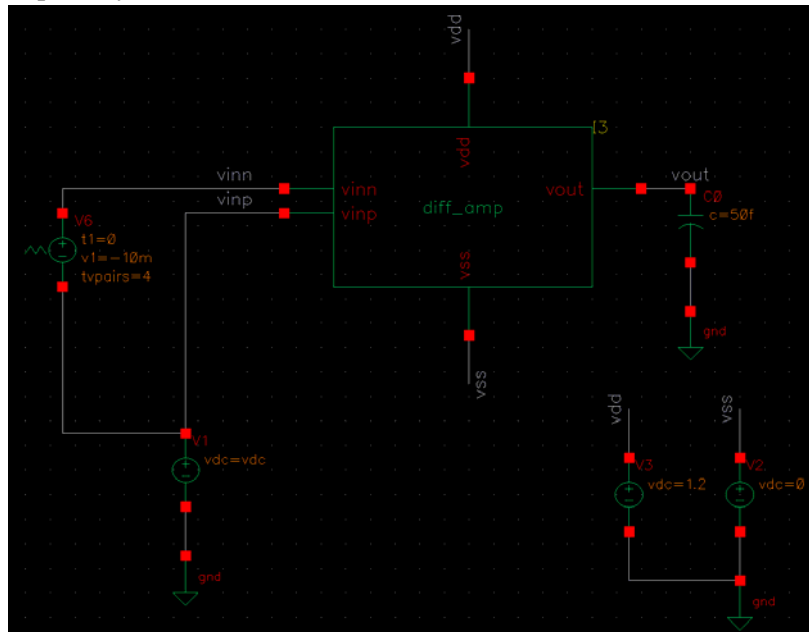 vdd
I3
vdd
vinn
vinn
vinp
vinp
vout
vout
diff_amp
C0
c=50f
V6
t1=0
v1=-10m
tvpairs=4
vss
gnd
vss
vdd
vss
V1
vdc=vdc
V3
vdc=1.2
V2
vdc=0
gnd
gnd